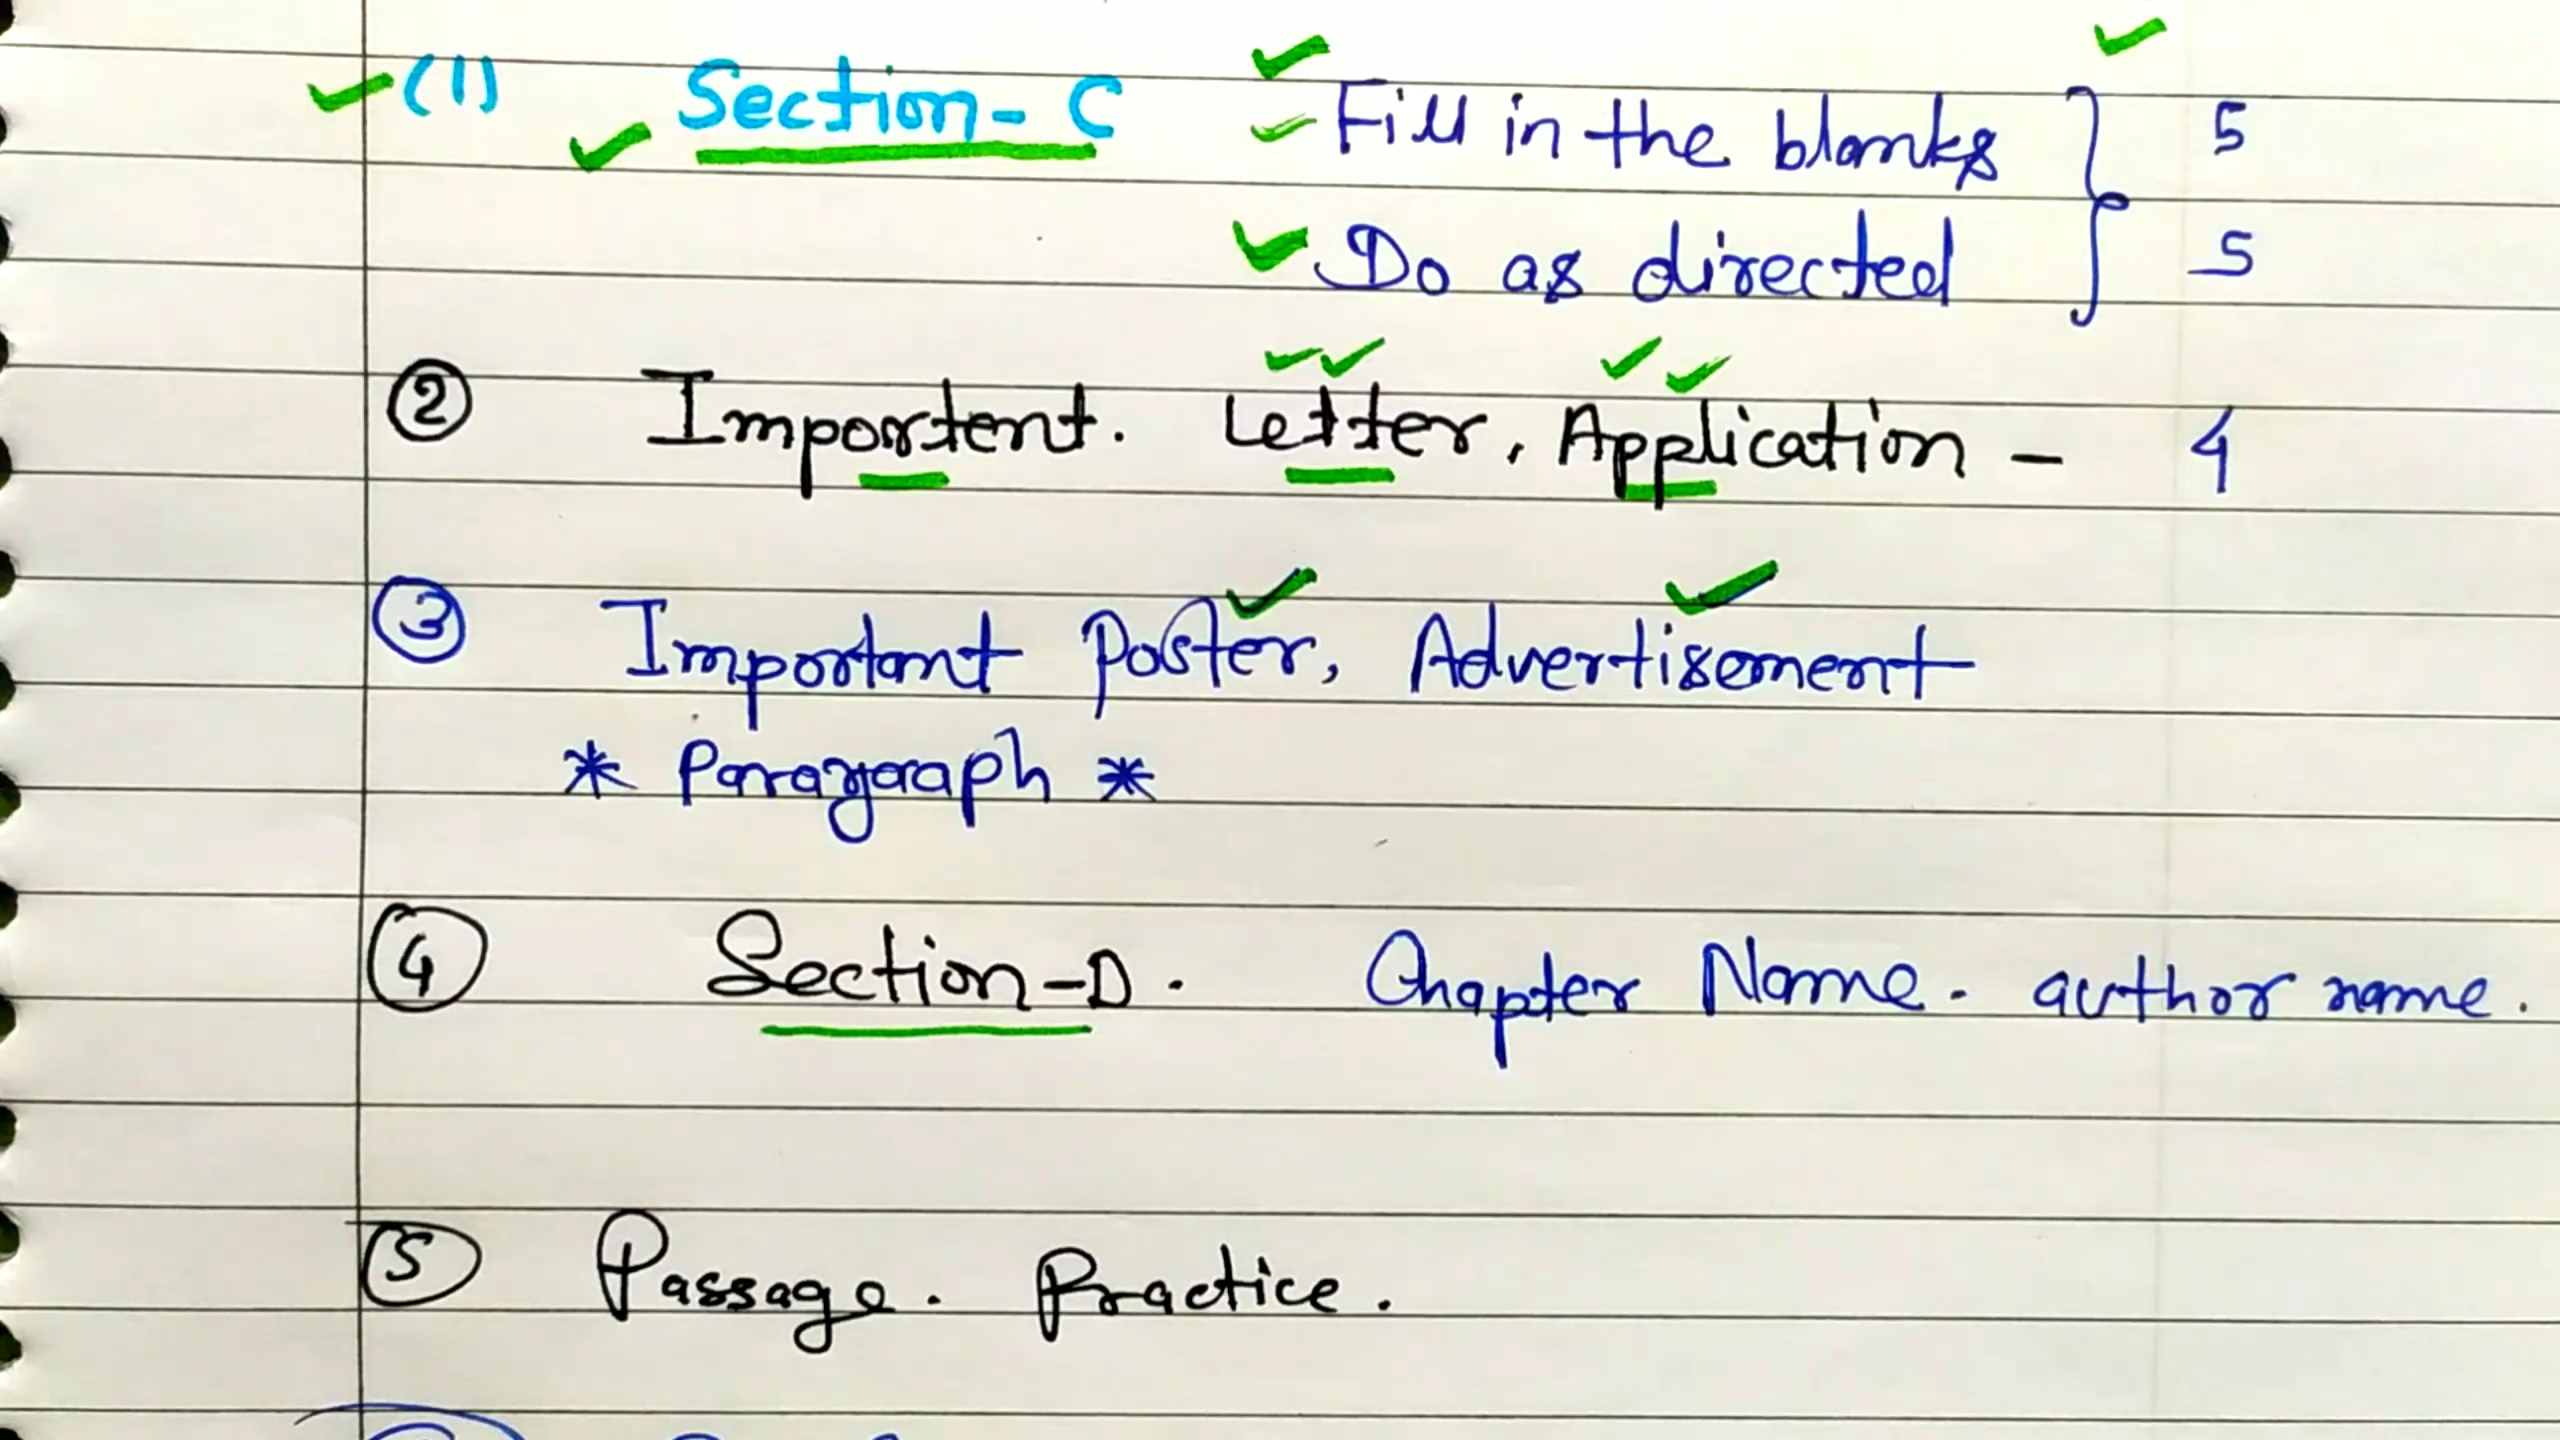 (1) Section - C Fill in the blanks 5
Do as directed 5
② Importent. Letter, Application - 4
③ Important Poster, Advertisement
* Paragraph *
④ Section-D. Chapter Name. author name.
⑤ Passage. Practice.